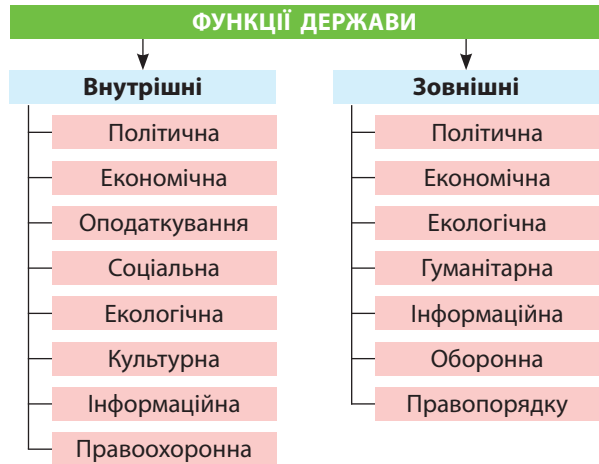 ФУНКЦІЇ ДЕРЖАВИ
Внутрішні
Політична
Економічна
Оподаткування
Соціальна
Екологічна
Культурна
Інформаційна
Правоохоронна
Зовнішні
Політична
Економічна
Екологічна
Гуманітарна
Інформаційна
Оборонна
Правопорядку